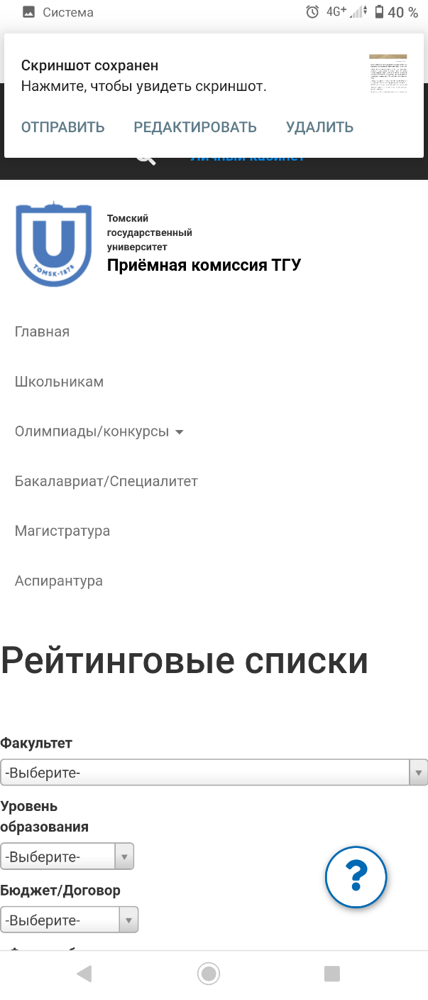 Система
4G+ 40 %
Скриншот сохранен
Нажмите, чтобы увидеть скриншот.
ОТПРАВИТЬ РЕДАКТИРОВАТЬ УДАЛИТЬ
Личный кабинет
Томский
государственный
университет
Приёмная комиссия ТГУ
U
TOMSK-1878
Главная
Школьникам
Олимпиады/конкурсы
Бакалавриат/Специалитет
Магистратура
Аспирантура
Рейтинговые списки
Факультет
-Выберите-
Уровень
образования
-Выберите-
?
Бюджет/Договор
-Выберите-